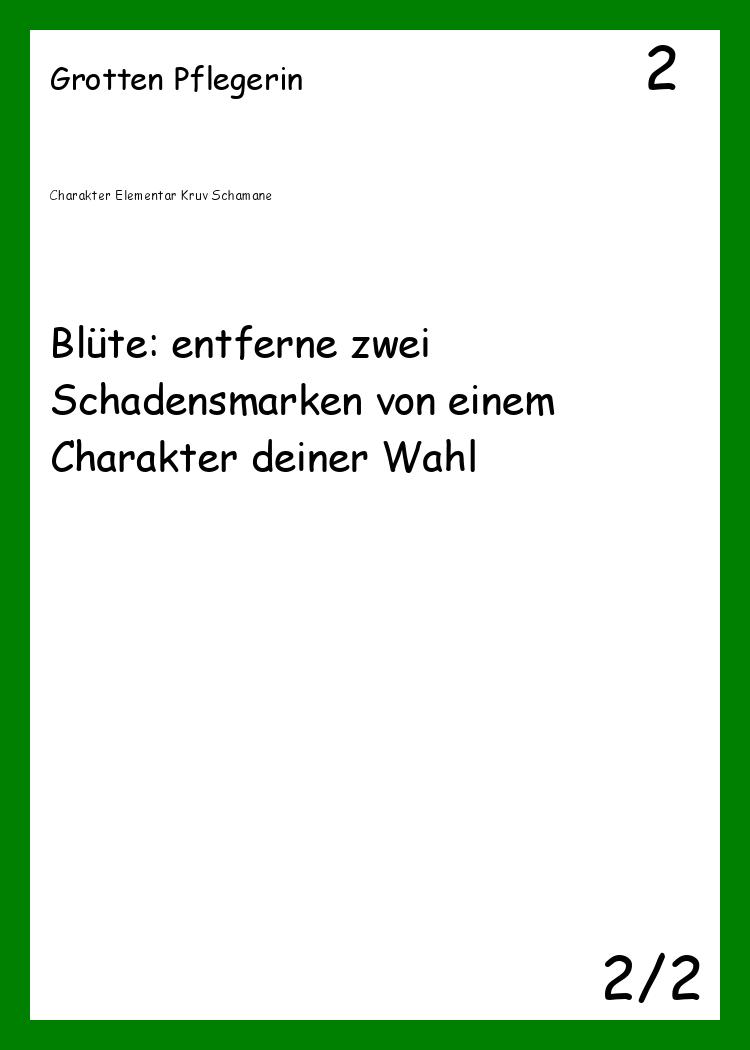 Grotten Pflegerin
2
Charakter Elementar Kruv Schamane
Blüte: entferne zwei
Schadensmarken von einem
Charakter deiner Wahl
2/2